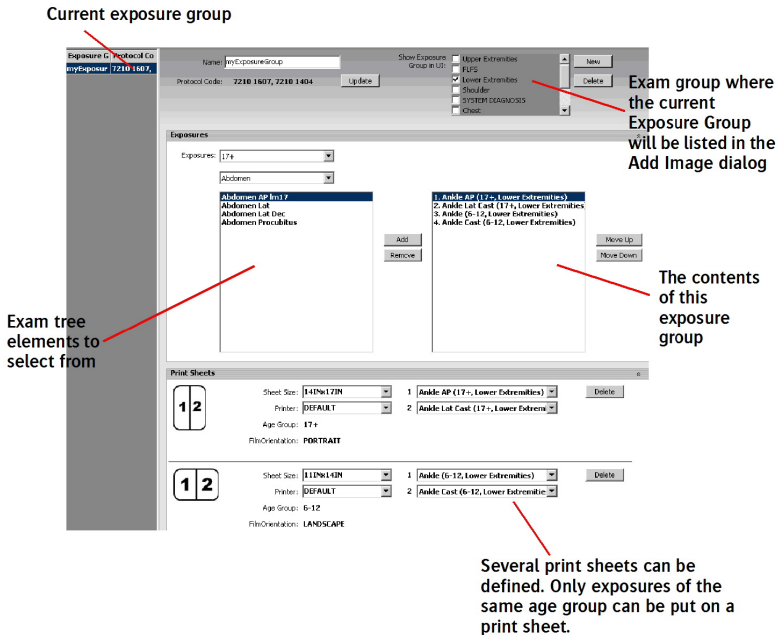 Current exposure group
Exposure G Protocol Co
myExposur 7210 1607,
Name: myExposureGroup
Protocol Code: 7210 1607, 7210 1404
Update
Show Exposure
Group in UI:
Upper Extremities
FLFS
Lower Extremities
Shoulder
SYSTEM DIAGNOSIS
Chest
New
Delete
Exam group where
the current
Exposure Group
will be listed in the
Add Image dialog
Exposures
Exposures: 17+
Abdomen
Abdomen AP lm17
Abdomen Lat
Abdomen Lat Dec
Abdomen Procubitus
Add
Remove
1. Ankle AP (17+, Lower Extremities)
2. Ankle Lat Cast (17+, Lower Extremities
3. Ankle (6-12, Lower Extremities)
4. Ankle Cast (6-12, Lower Extremities)
Move Up
Move Down
The contents
of this
exposure
group
Exam tree
elements to
select from
Print Sheets
1 2
Sheet Size: 14INx17IN
Printer: DEFAULT
Age Group: 17+
FilmOrientation: PORTRAIT
1 Ankle AP (17+, Lower Extremities)
2 Ankle Lat Cast (17+, Lower Extrem
Delete
1 2
Sheet Size: 11INx14IN
Printer: DEFAULT
Age Group: 6-12
FilmOrientation: LANDSCAPE
1 Ankle (6-12, Lower Extremities)
2 Ankle Cast (6-12, Lower Extremitie
Delete
Several print sheets can be
defined. Only exposures of the
same age group can be put on a
print sheet.